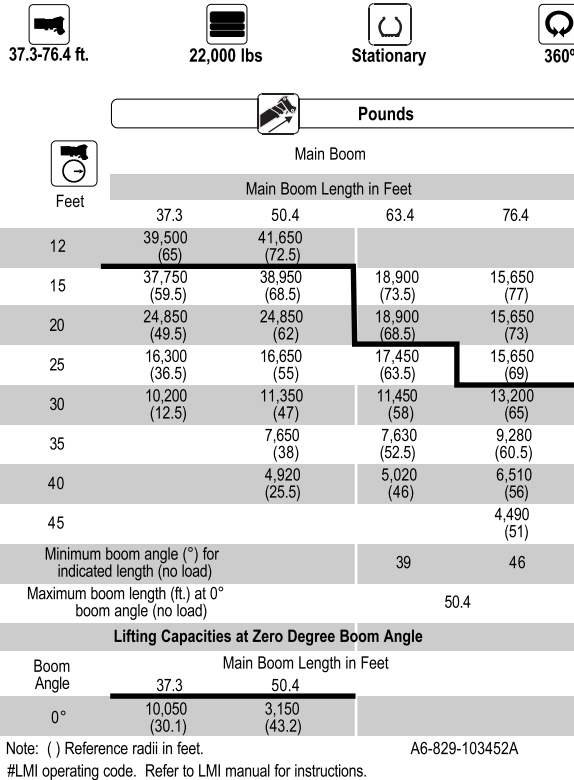 37.3-76.4 ft. 22,000 lbs Stationary 360º
Pounds
Main Boom
Feet Main Boom Length in Feet
37.3 50.4 63.4 76.4
12 39,500 (65) 41,650 (72.5)
15 37,750 (59.5) 38,950 (68.5) 18,900 (73.5) 15,650 (77)
20 24,850 (49.5) 24,850 (62) 18,900 (68.5) 15,650 (73)
25 16,300 (36.5) 16,650 (55) 17,450 (63.5) 15,650 (69)
30 10,200 (12.5) 11,350 (47) 11,450 (58) 13,200 (65)
35 7,650 (38) 7,630 (52.5) 9,280 (60.5)
40 4,920 (25.5) 5,020 (46) 6,510 (56)
45 4,490 (51)
Minimum boom angle (°) for
indicated length (no load) 39 46
Maximum boom length (ft.) at 0°
boom angle (no load) 50.4
Lifting Capacities at Zero Degree Boom Angle
Boom
Angle Main Boom Length in Feet
37.3 50.4
0° 10,050 (30.1) 3,150 (43.2)
Note: ( ) Reference radii in feet. A6-829-103452A
#LMI operating code. Refer to LMI manual for instructions.